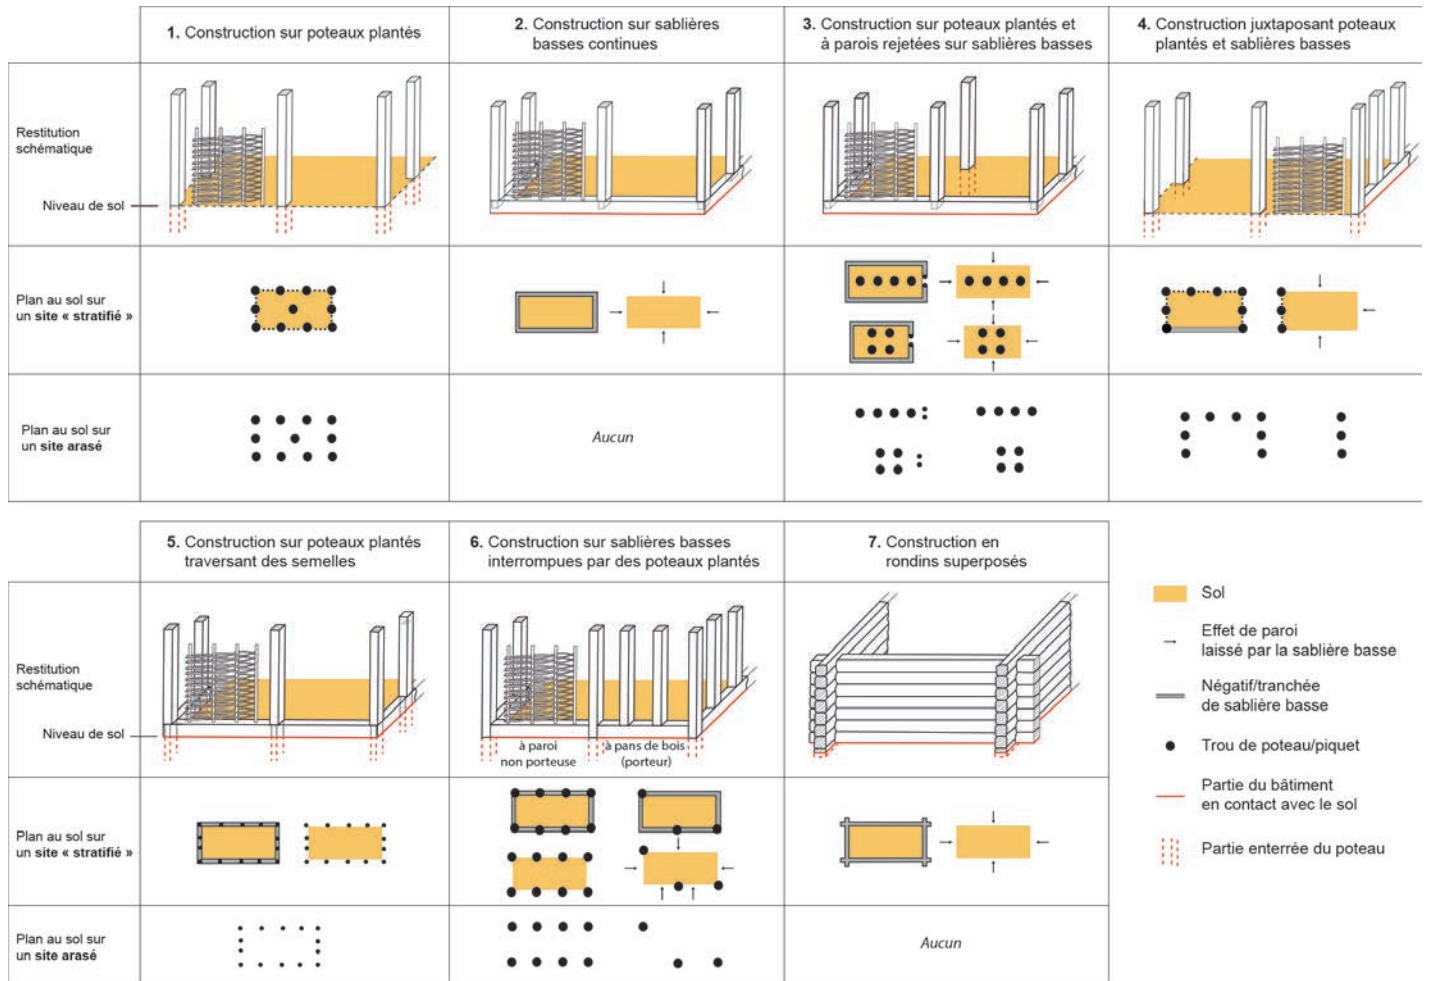 1. Construction sur poteaux plantés
2. Construction sur sablières
basses continues
3. Construction sur poteaux plantés et
à parois rejetées sur sablières basses
4. Construction juxtaposant poteaux
plantés et sablières basses
Restitution
schématique
Niveau de sol
Plan au sol sur
un site « stratifié »
Plan au sol sur
un site arasé
Aucun
5. Construction sur poteaux plantés
traversant des semelles
6. Construction sur sablières basses
interrompues par des poteaux plantés
7. Construction en
rondins superposés
Restitution
schématique
Niveau de sol
à paroi
non porteuse
à pans de bois
(porteur)
Plan au sol sur
un site « stratifié »
Plan au sol sur
un site arasé
Aucun
Sol
Effet de paroi
laissé par la sablière basse
Négatif/tranchée
de sablière basse
Trou de poteau/piquet
Partie du bâtiment
en contact avec le sol
Partie enterrée du poteau